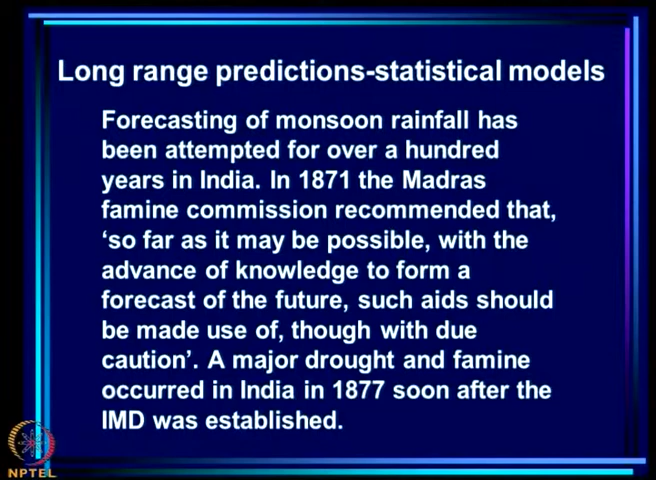 Long range predictions-statistical models
Forecasting of monsoon rainfall has
been attempted for over a hundred
years in India. In 1871 the Madras
famine commission recommended that,
‘so far as it may be possible, with the
advance of knowledge to form a
forecast of the future, such aids should
be made use of, though with due
caution’. A major drought and famine
occurred in India in 1877 soon after the
IMD was established.
NPTEL